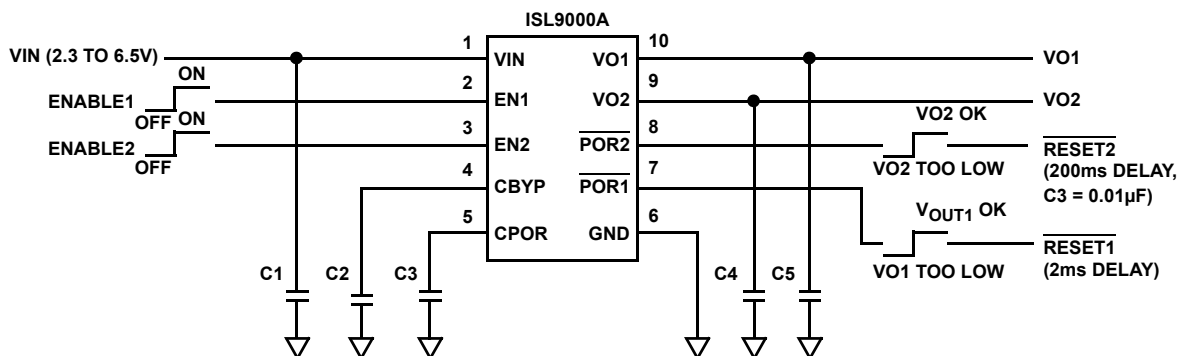 ISL9000A
VIN (2.3 TO 6.5V)
1
VIN
VO1
10
VO1
ON
ENABLE1
OFF
2
EN1
VO2
9
VO2
ON
ENABLE2
OFF
3
EN2
POR2
8
VO2 OK
VO2 TOO LOW
RESET2
(200ms DELAY,
C3 = 0.01µF)
4
CBYP
POR1
7
5
CPOR
GND
6
VOUT1 OK
VO1 TOO LOW
RESET1
(2ms DELAY)
C1
C2
C3
C4
C5